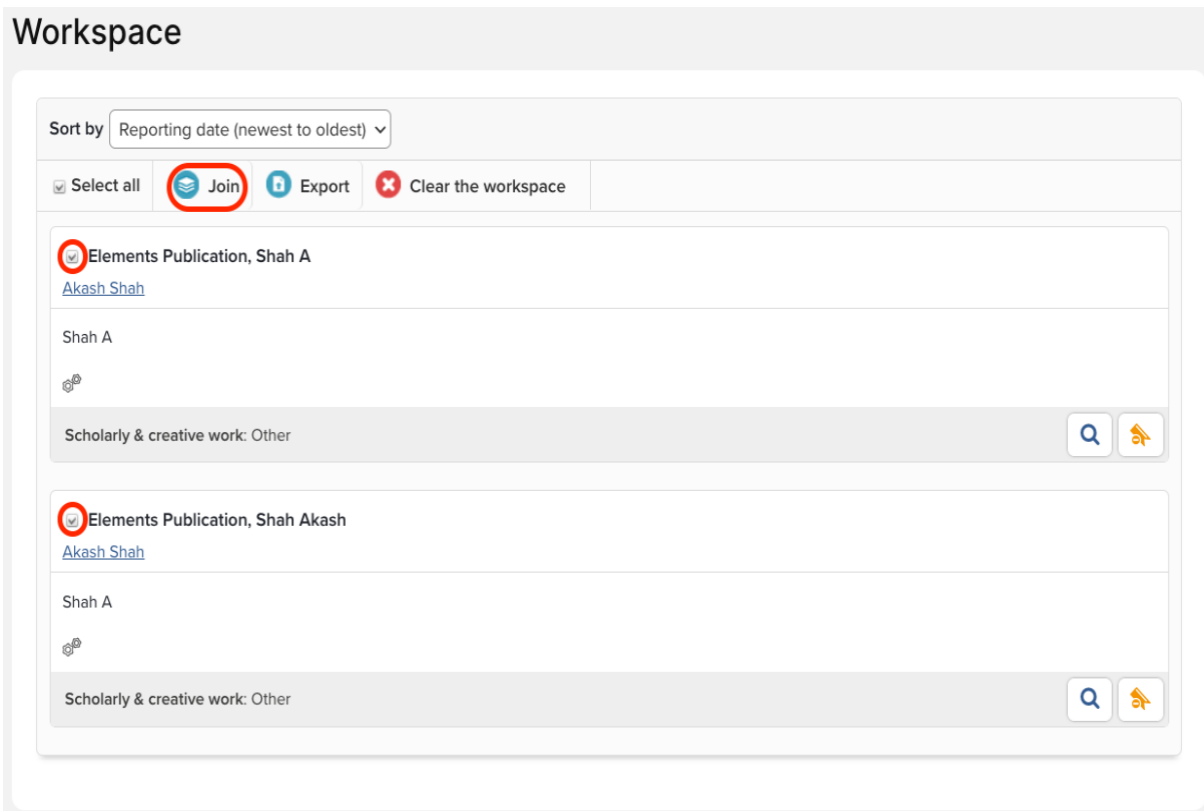 Workspace
Sort by Reporting date (newest to oldest)
Select all Join Export Clear the workspace
Elements Publication, Shah A
Akash Shah
Shah A
Scholarly & creative work: Other
Elements Publication, Shah Akash
Akash Shah
Shah A
Scholarly & creative work: Other